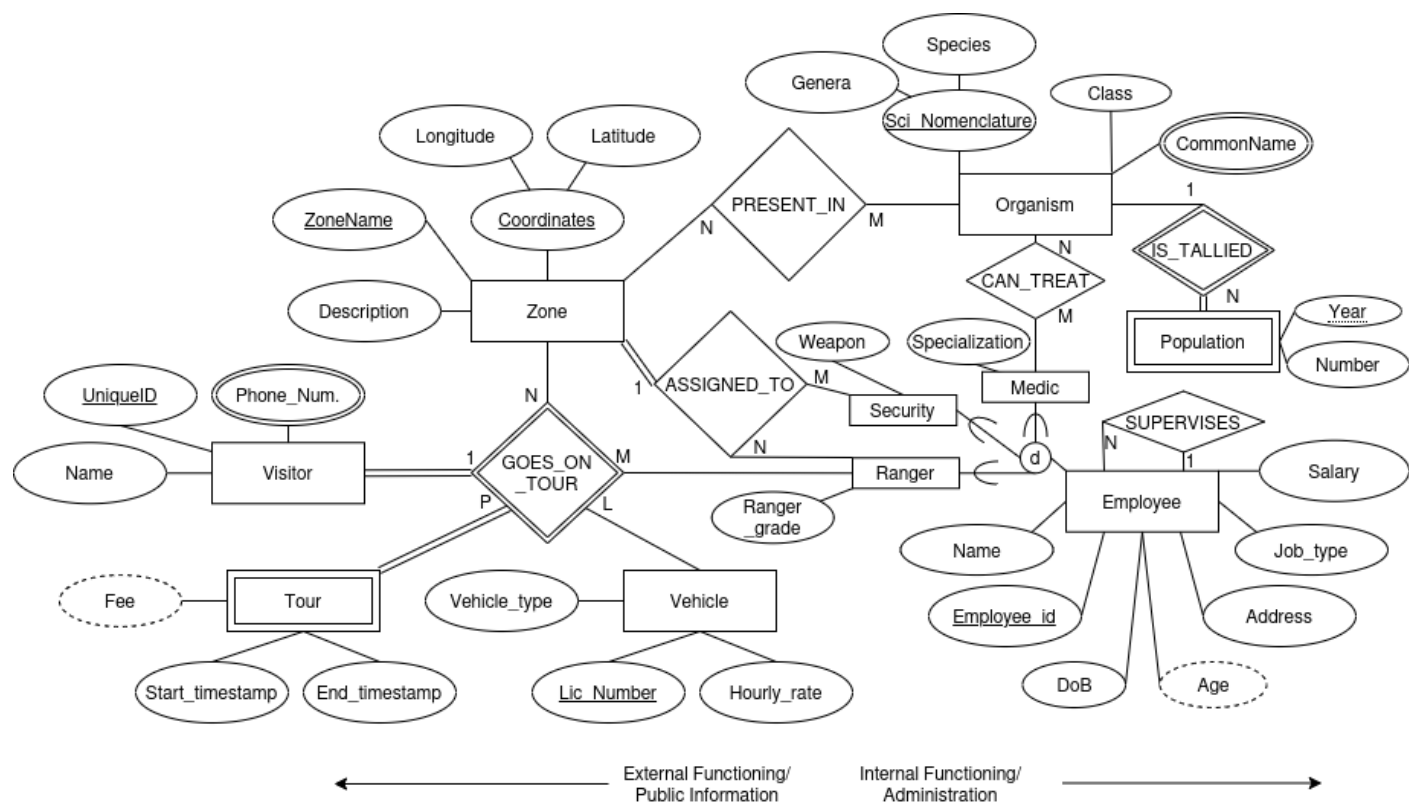 Species
Genera
Class
Sci_Nomenclature
Longitude
Latitude
CommonName
1
PRESENT_IN
Organism
ZoneName
Coordinates
N
M
N
IS_TALLIED
CAN_TREAT
N
Description
Zone
M
Year
Weapon
Specialization
Population
Number
ASSIGNED_TO
M
1
Medic
UniqueID
Phone_Num.
N
Security
SUPERVISES
N
N
1
GOES_ON
_TOUR
M
d
Name
Visitor
1
Ranger
Salary
P
L
Ranger
_grade
Employee
Name
Job_type
Fee
Tour
Vehicle_type
Vehicle
Employee_id
Address
Start_timestamp
End_timestamp
Lic_Number
Hourly_rate
DoB
Age
External Functioning/
Public Information
Internal Functioning/
Administration